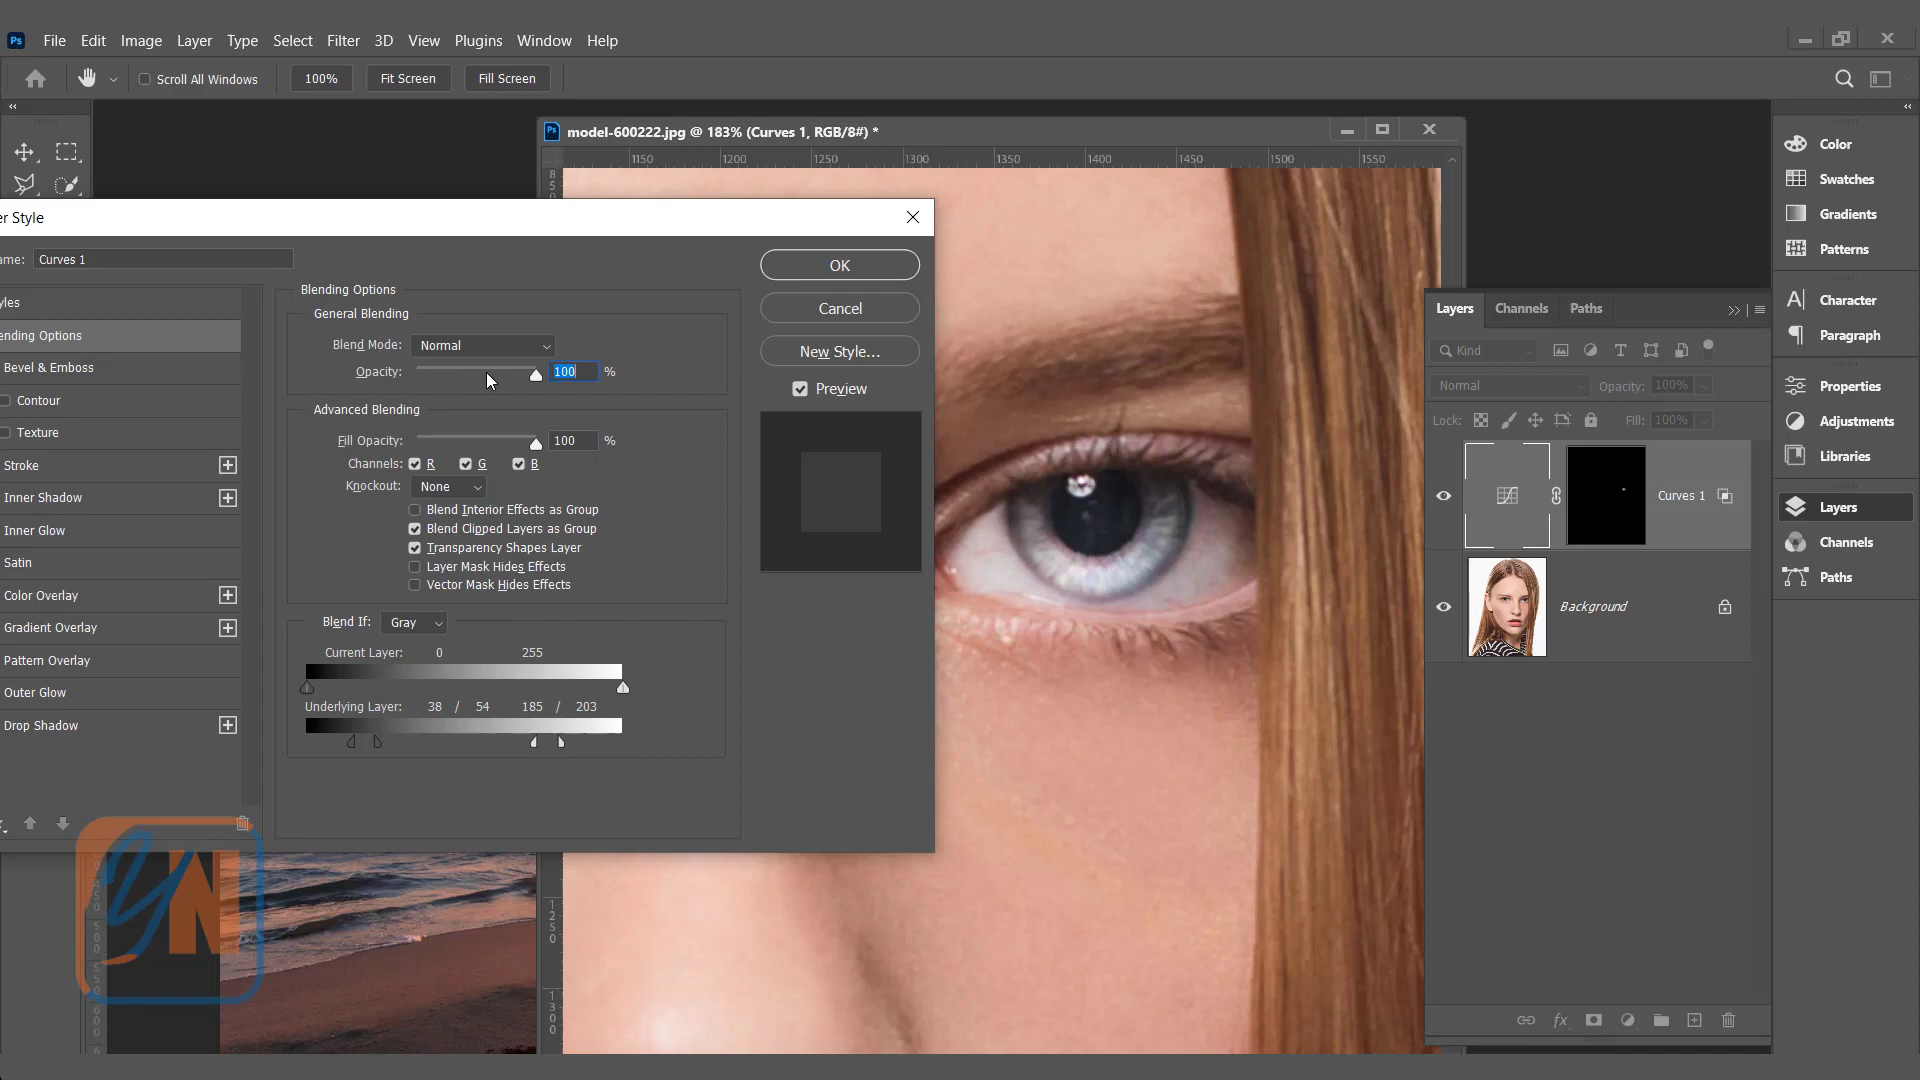 Ps File Edit Image Layer Type Select Filter 3D View Plugins Window Help
Scroll All Windows 100% Fit Screen Fill Screen
Ps model-600222.jpg @ 183% (Curves 1, RGB/8#) *
1150 1200 1250 1300 1350 1400 1450 1500 1550
er Style
ame: Curves 1
yles
ending Options
Bevel & Emboss
Contour
Texture
Stroke
Inner Shadow
Inner Glow
Satin
Color Overlay
Gradient Overlay
Pattern Overlay
Outer Glow
Drop Shadow
Blending Options
General Blending
Blend Mode: Normal
Opacity: 100 %
Advanced Blending
Fill Opacity: 100 %
Channels: R G B
Knockout: None
Blend Interior Effects as Group
Blend Clipped Layers as Group
Transparency Shapes Layer
Layer Mask Hides Effects
Vector Mask Hides Effects
Blend If: Gray
Current Layer: 0 255
Underlying Layer: 38 / 54 185 / 203
OK
Cancel
New Style...
Preview
Layers Channels Paths
Kind
Normal Opacity: 100%
Lock: Fill: 100%
Curves 1
Background
fx
Color
Swatches
Gradients
Patterns
Character
Paragraph
Properties
Adjustments
Libraries
Layers
Channels
Paths
YN